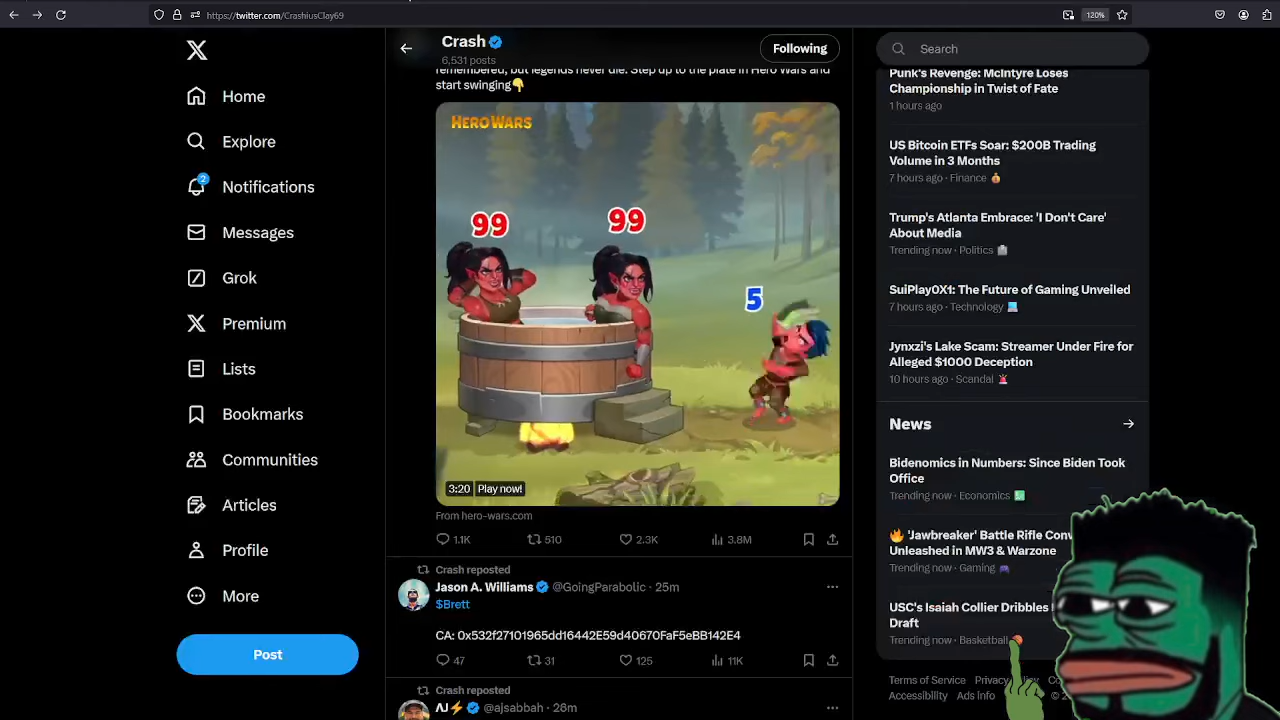 https://twitter.com/CrashiusClay69
120%
Home
Explore
2
Notifications
Messages
Grok
Premium
Lists
Bookmarks
Communities
Articles
Profile
More
Post
Crash
6,531 posts
Following
remembered, but legends never die. Step up to the plate in Hero Wars and
start swinging👇
HERO WARS
99
99
5
3:20 Play now!
From hero-wars.com
1.1K 510 2.3K 3.8M
Crash reposted
Jason A. Williams @GoingParabolic · 25m
$Brett
CA: 0x532f27101965dd16442E59d40670FaF5eBB142E4
47 31 125 11K
Crash reposted
AJ⚡ @ajsabbah · 28m
Search
Punk's Revenge: McIntyre Loses
Championship in Twist of Fate
1 hours ago
US Bitcoin ETFs Soar: $200B Trading
Volume in 3 Months
7 hours ago · Finance 💰
Trump's Atlanta Embrace: 'I Don't Care'
About Media
Trending now · Politics
SuiPlay0X1: The Future of Gaming Unveiled
7 hours ago · Technology
Jynxzi's Lake Scam: Streamer Under Fire for
Alleged $1000 Deception
10 hours ago · Scandal 🚨
News
Bidenomics in Numbers: Since Biden Took
Office
Trending now · Economics 💹
🔥 'Jawbreaker' Battle Rifle Conv
Unleashed in MW3 & Warzone
Trending now · Gaming 🎮
USC's Isaiah Collier Dribbles
Draft
Trending now · Basketball 🏀
Terms of Service
Accessibility Ads info ©